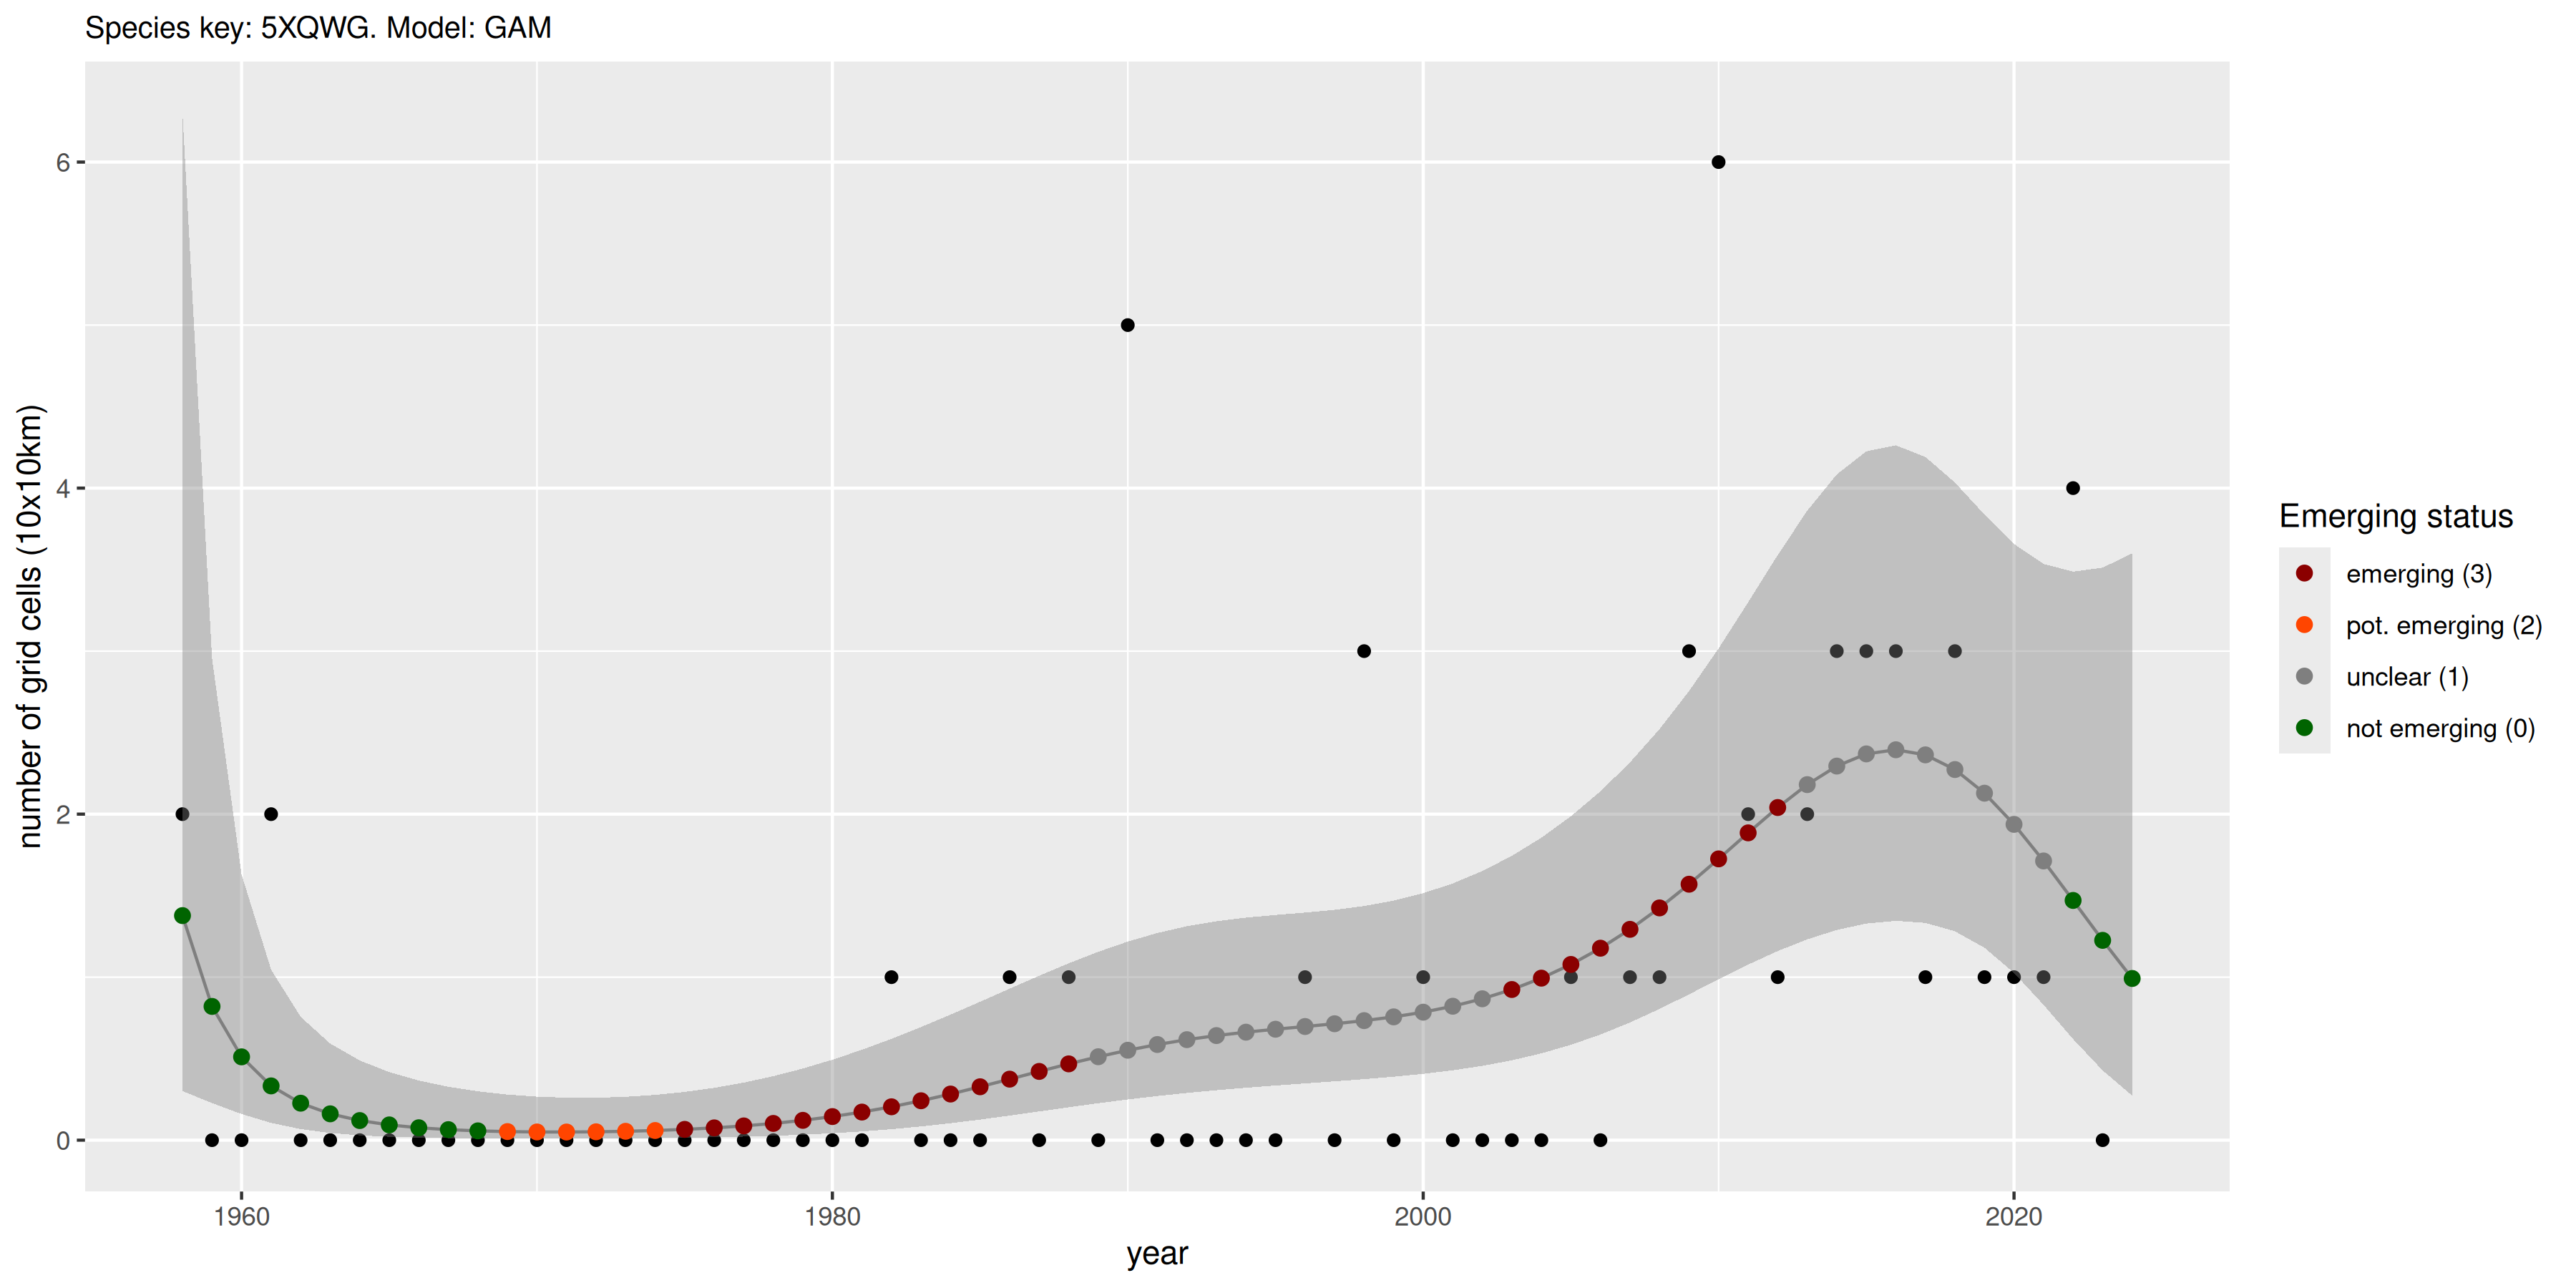 Species key: 5XQWG. Model: GAM
number of grid cells (10x10km)
6
4
2
0
1960
1980
2000
2020
year
Emerging status
emerging (3)
pot. emerging (2)
unclear (1)
not emerging (0)